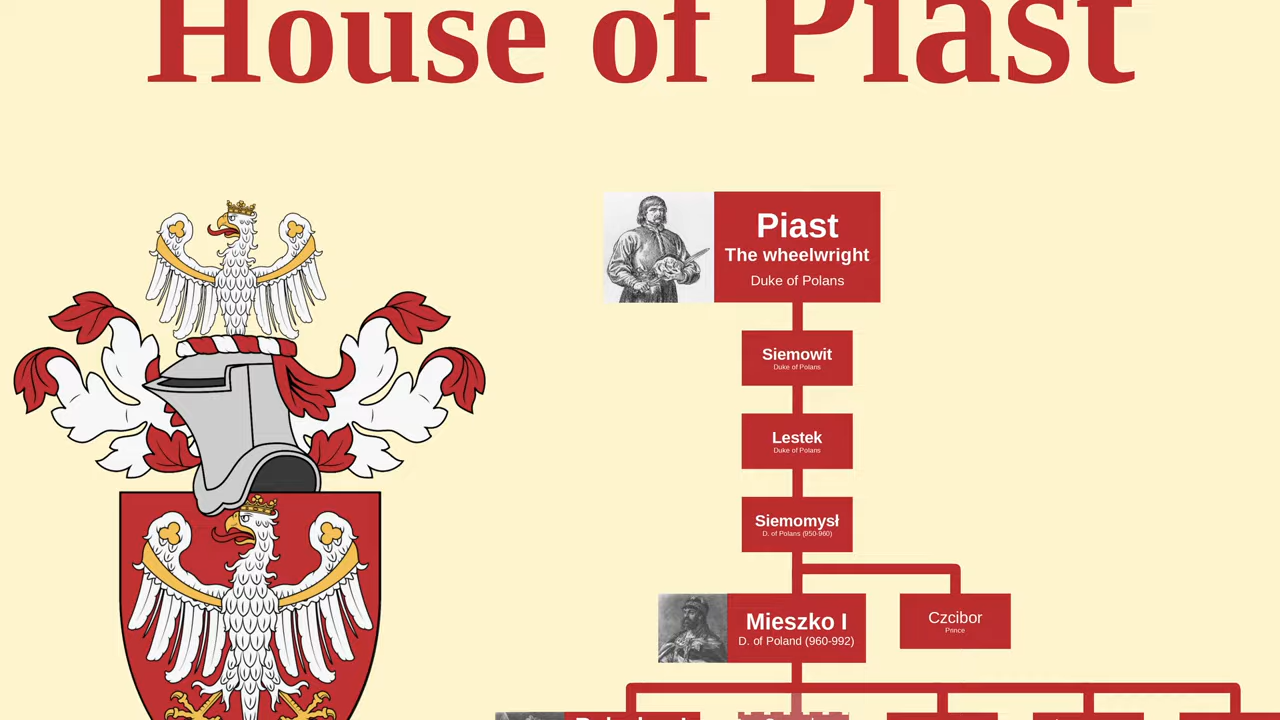 House of Piast
Piast
The wheelwright
Duke of Polans
Siemowit
Duke of Polans
Lestek
Duke of Polans
Siemomysł
D. of Polans (950-960)
Mieszko I
D. of Poland (960-992)
Czcibor
Prince